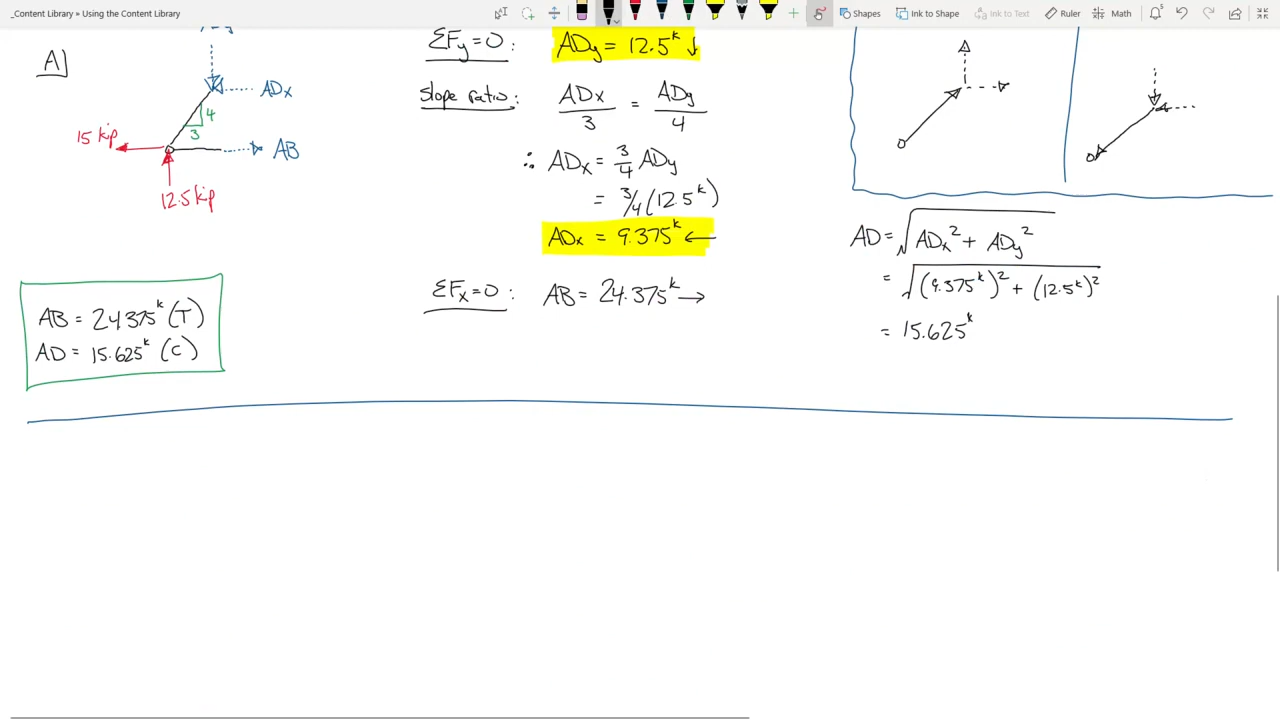 _Content Library » Using the Content Library
Shapes
Ink to Shape
Ink to Text
Math
Ruler
Replay
A
ADx
4
3
15 kip
AB
12.5 kip
ΣFy=0:
ADy = 12.5ᵏ ↓
Slope ratio:
ADx/3 = ADy/4
∴ ADx = 3/4 ADy
= 3/4 (12.5ᵏ)
ADx = 9.375ᵏ ←
ΣFx=0:
AB = 24.375ᵏ →
AD = √ADx² + ADy²
= √(9.375ᵏ)² + (12.5ᵏ)²
= 15.625ᵏ
AB = 24.375ᵏ (T)
AD = 15.625ᵏ (C)